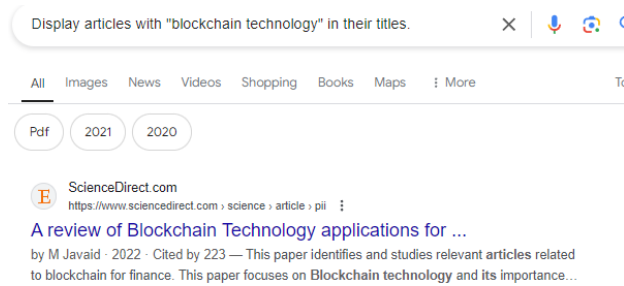 Display articles with "blockchain technology" in their titles.
All Images News Videos Shopping Books Maps More
Pdf 2021 2020
E
ScienceDirect.com
https://www.sciencedirect.com › science › article › pii
A review of Blockchain Technology applications for ...
by M Javaid · 2022 · Cited by 223 — This paper identifies and studies relevant articles related
to blockchain for finance. This paper focuses on Blockchain technology and its importance...